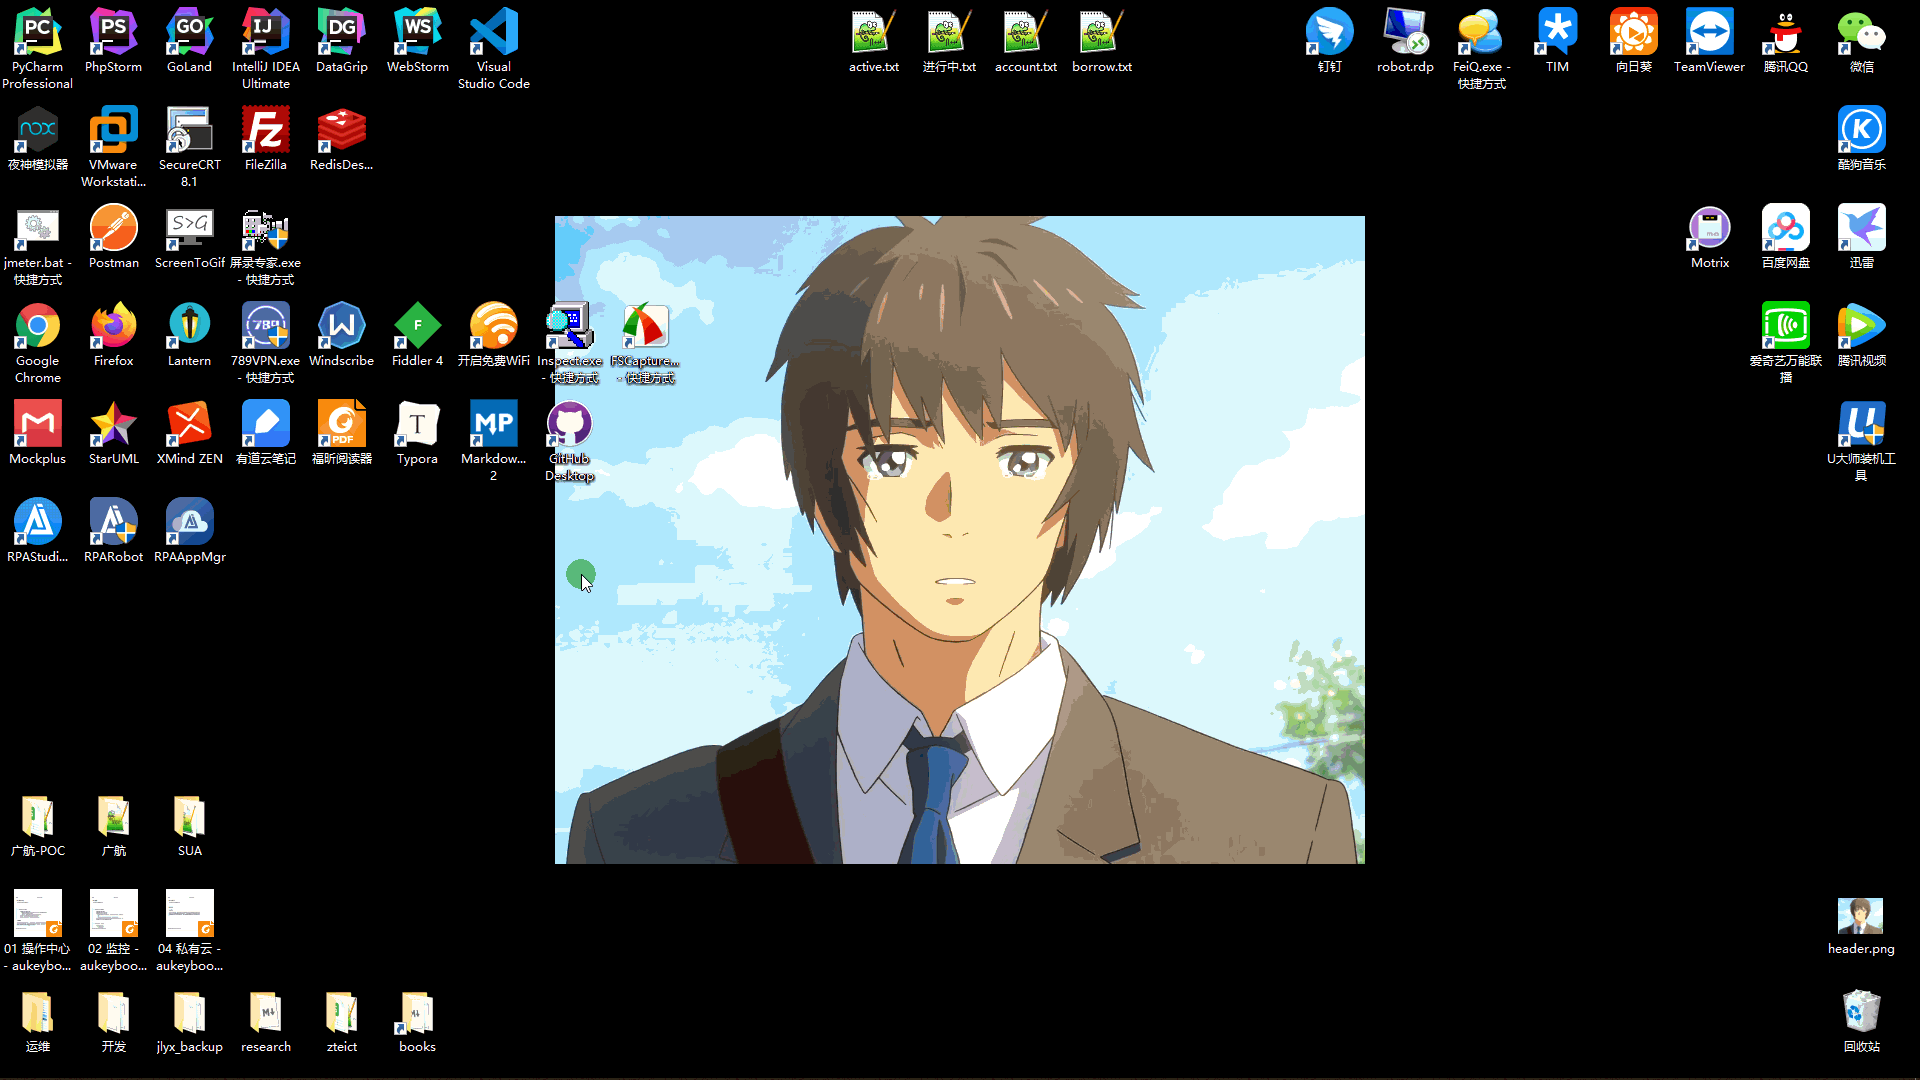 PyCharm
Professional
PhpStorm
GoLand
IntelliJ IDEA
Ultimate
DataGrip
WebStorm
Visual
Studio Code
active.txt
进行中.txt
account.txt
borrow.txt
钉钉
robot.rdp
FeiQ.exe -
快捷方式
TIM
向日葵
TeamViewer
腾讯QQ
微信
夜神模拟器
VMware
Workstati...
SecureCRT
8.1
FileZilla
RedisDes...
酷狗音乐
jmeter.bat -
快捷方式
Postman
ScreenToGif
屏录专家.exe
- 快捷方式
Motrix
百度网盘
迅雷
Google
Chrome
Firefox
Lantern
789VPN.exe
- 快捷方式
Windscribe
Fiddler 4
开启免费WiFi
Inspect.exe
- 快捷方式
FSCapture...
- 快捷方式
爱奇艺万能联
播
腾讯视频
Mockplus
StarUML
XMind ZEN
有道云笔记
福昕阅读器
Typora
Markdow...
2
GitHub
Desktop
U大师装机工
具
RPAStudi...
RPARobot
RPAAppMgr
广航-POC
广航
SUA
01 操作中心
- aukeybo...
02 监控 -
aukeyboo...
04 私有云 -
aukeyboo...
header.png
运维
开发
jlyx_backup
research
zteict
books
回收站